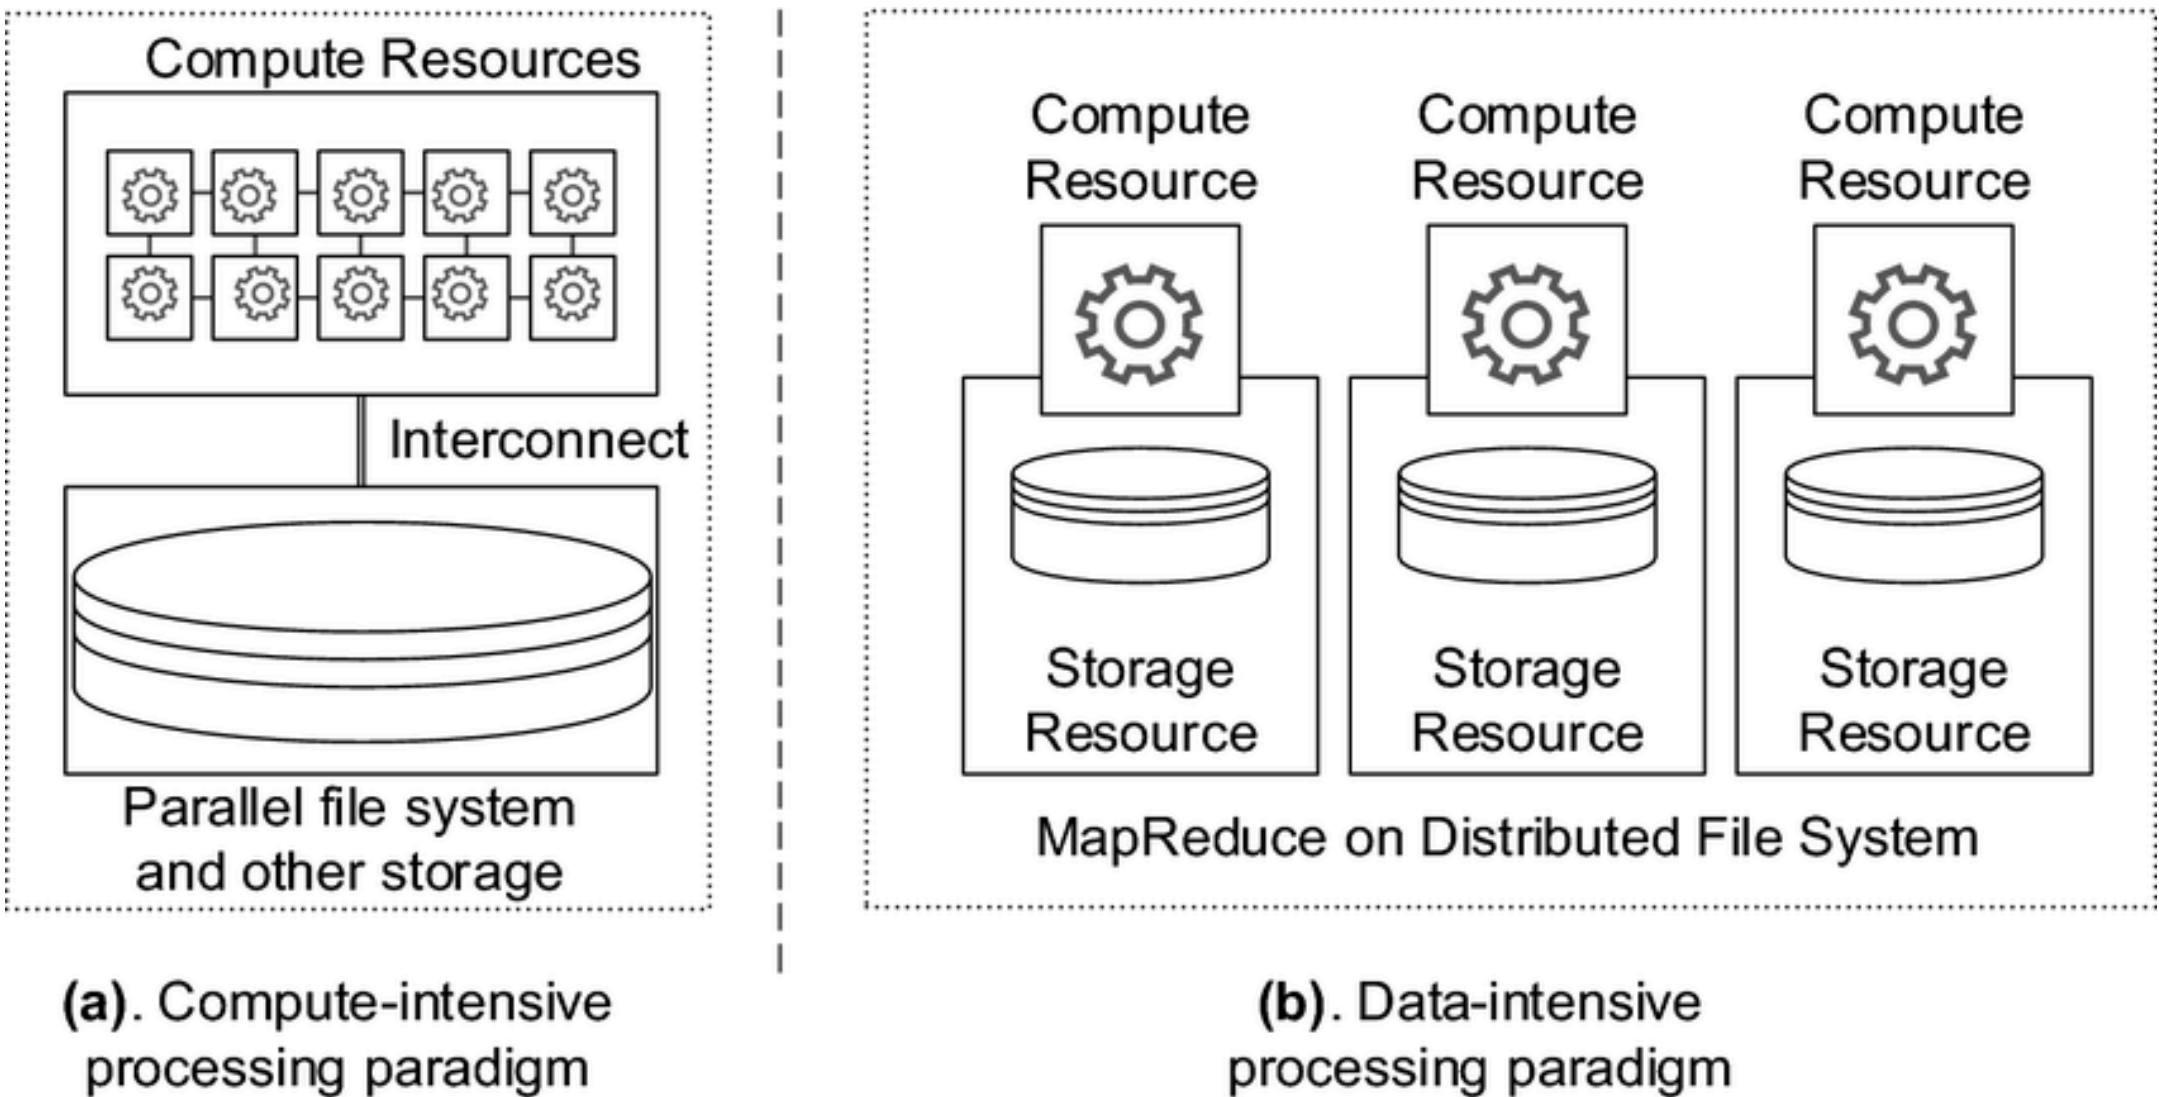 Compute Resources
Interconnect
Parallel file system
and other storage
(a). Compute-intensive
processing paradigm
Compute
Resource
Storage
Resource
Compute
Resource
Storage
Resource
Compute
Resource
Storage
Resource
MapReduce on Distributed File System
(b). Data-intensive
processing paradigm